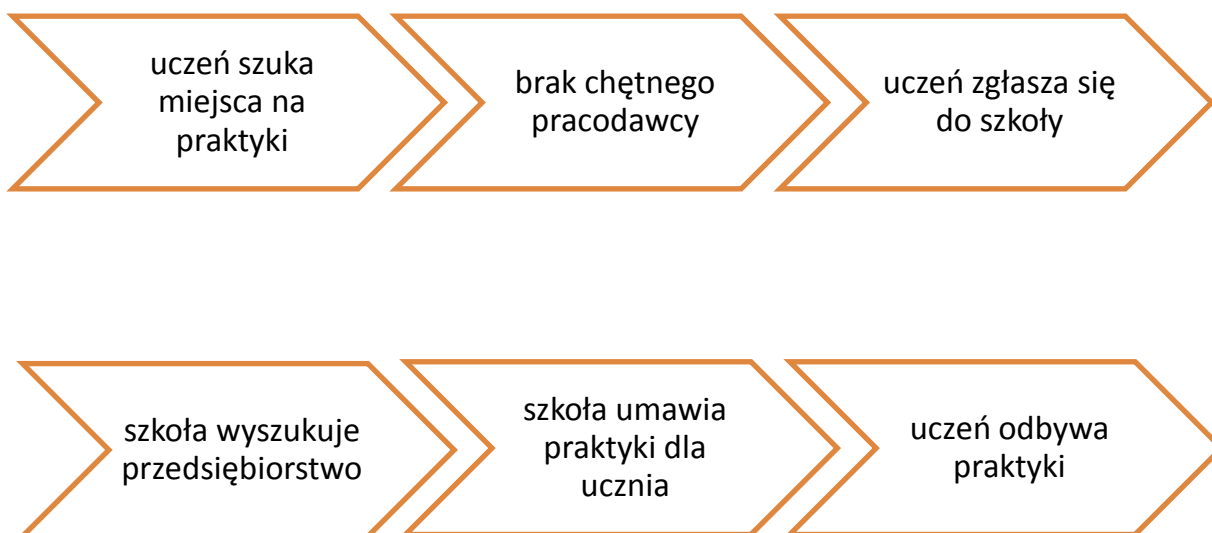 uczeń szuka
miejsca na
praktyki
brak chętnego
pracodawcy
uczeń zgłasza się
do szkoły
szkoła wyszukuje
przedsiębiorstwo
szkoła umawia
praktyki dla
ucznia
uczeń odbywa
praktyki